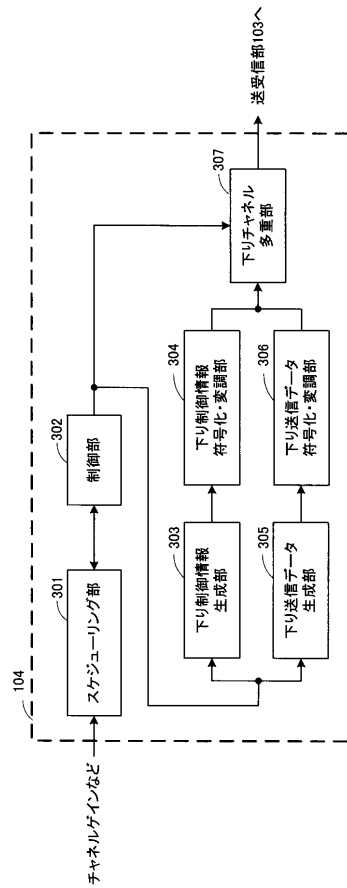 チャネルゲインなど
104
301
スケジューリング部
302
制御部
303
下り制御情報
生成部
304
下り制御情報
符号化・変調部
305
下り送信データ
生成部
306
下り送信データ
符号化・変調部
307
下りチャネル
多重部
送受信部103へ